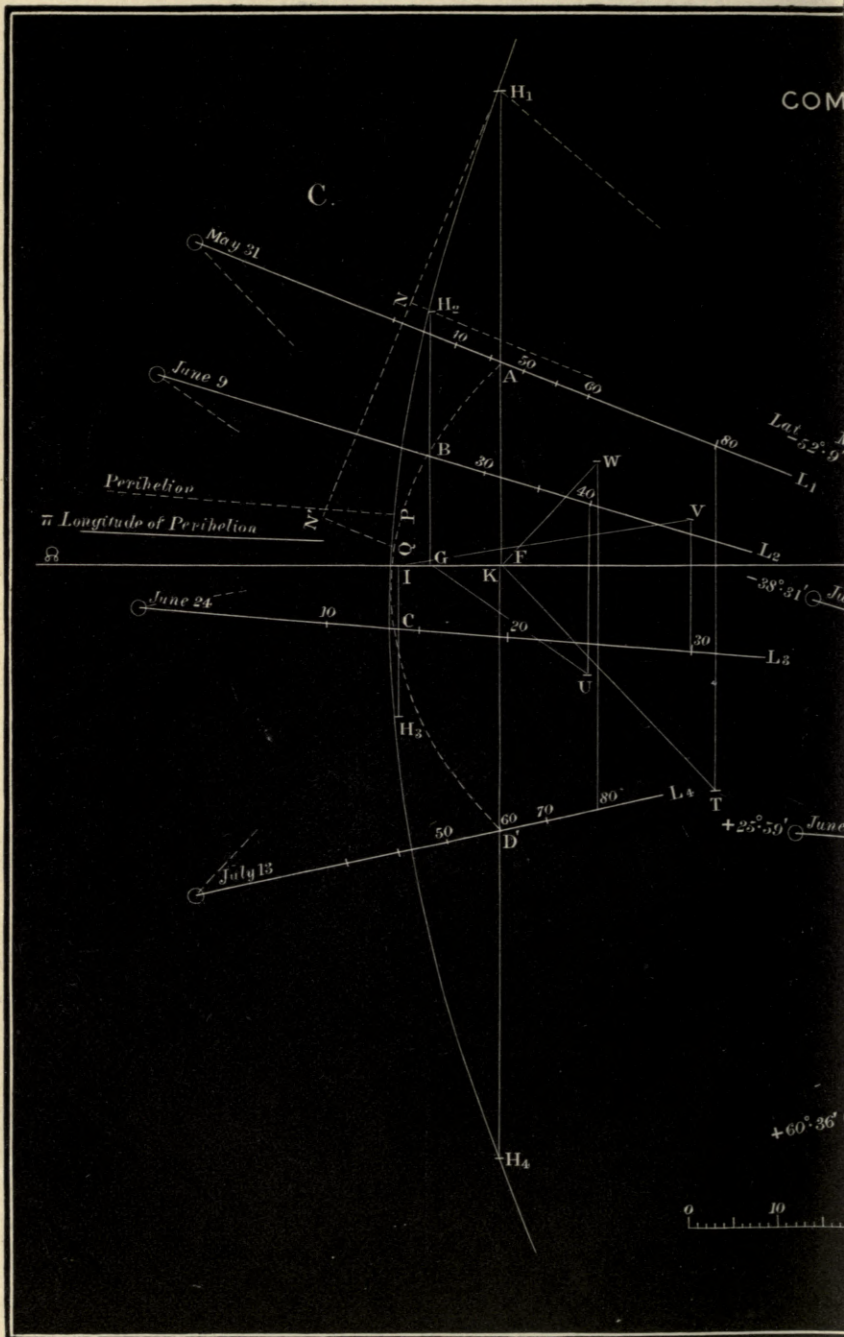 COM
H₁
C.
May 31
N
H₂
10
50
A
60
80
L₁
Lat.
-52°.9'
June 9
B
30
W
40
V
L₂
Perihelion
N'
P
π Longitude of Perihelion
Q
☊
I
G
K
F
-38°.31'
June 24
10
C
20
30
L₃
U
H₃
T
L₄
80
70
60
50
D'
+25°.59'
June
July 13
+60°.36'
H₄
0
10